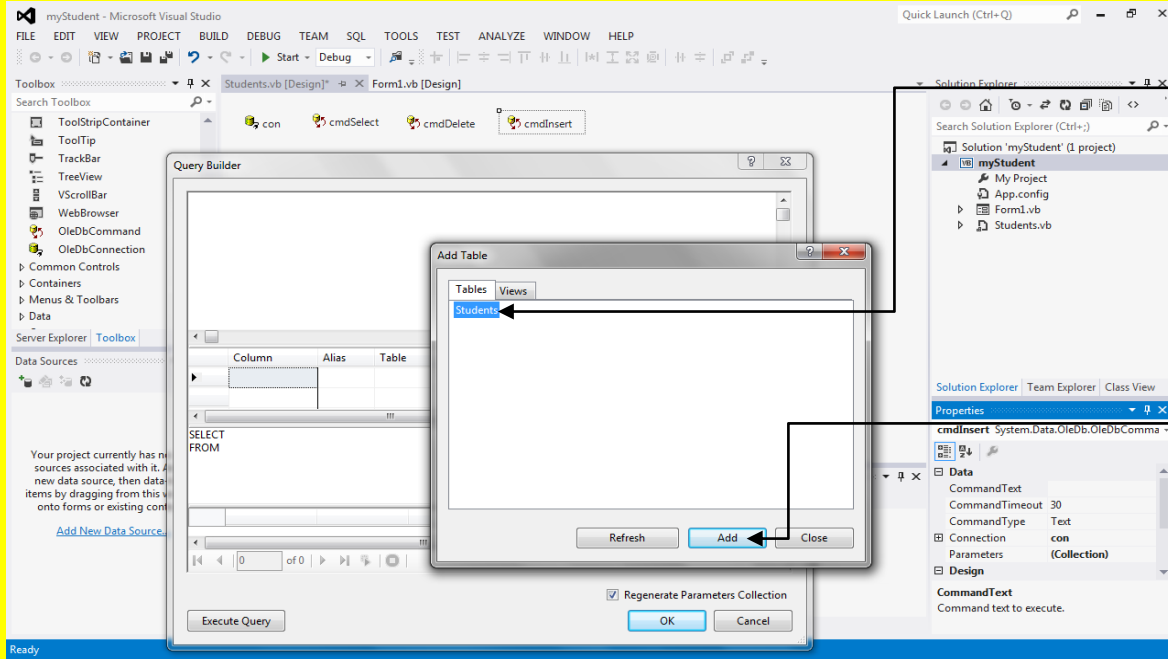 myStudent - Microsoft Visual Studio
Quick Launch (Ctrl+Q)
FILE EDIT VIEW PROJECT BUILD DEBUG TEAM SQL TOOLS TEST ANALYZE WINDOW HELP
Start Debug
Toolbox
Search Toolbox
ToolStripContainer
ToolTip
TrackBar
TreeView
VScrollBar
WebBrowser
OleDbCommand
OleDbConnection
Common Controls
Containers
Menus & Toolbars
Data
Server Explorer Toolbox
Data Sources
Your project currently has no
sources associated with it.
new data source, then data-
items by dragging from this
onto forms or existing
Add New Data Source...
Students.vb [Design]* Form1.vb [Design]
con cmdSelect cmdDelete cmdInsert
Query Builder
Column Alias Table
SELECT
FROM
0 of 0
Regenerate Parameters Collection
Execute Query OK Cancel
Add Table
Tables Views
Students
Refresh Add Close
Solution Explorer
Search Solution Explorer (Ctrl+;)
Solution 'myStudent' (1 project)
VB myStudent
My Project
App.config
Form1.vb
Students.vb
Solution Explorer Team Explorer Class View
Properties
cmdInsert System.Data.OleDb.OleDbComma
Data
CommandText
CommandTimeout 30
CommandType Text
Connection con
Parameters (Collection)
Design
CommandText
Command text to execute.
Ready